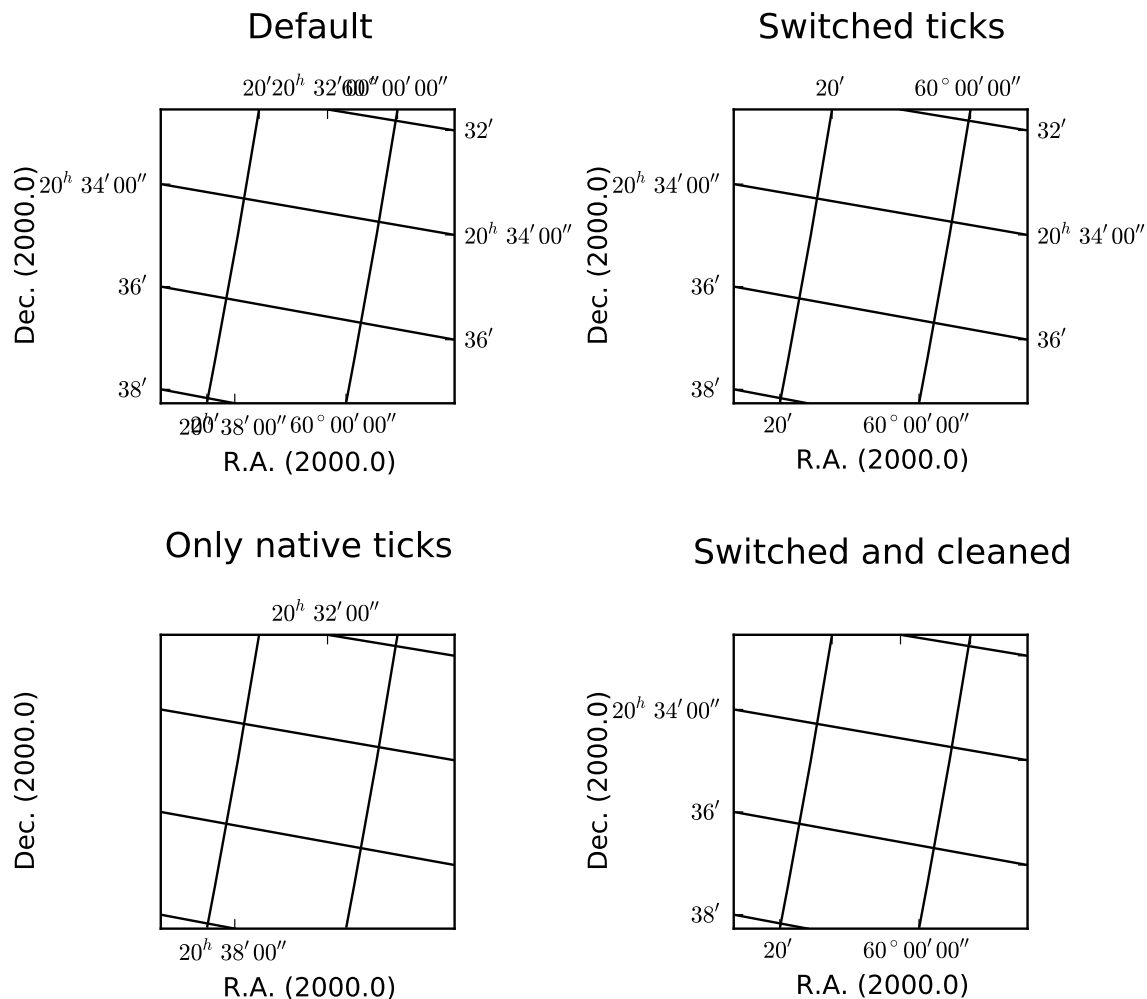 Default
Switched ticks
20′ 20ʰ 32′ 00″ 60° 00′ 00″
20′ 60° 00′ 00″
32′
32′
20ʰ 34′ 00″
20ʰ 34′ 00″
20ʰ 34′ 00″
20ʰ 34′ 00″
Dec. (2000.0)
Dec. (2000.0)
36′
36′
36′
36′
38′
38′
20′ 20ʰ 38′ 00″ 60° 00′ 00″
20′ 60° 00′ 00″
R.A. (2000.0)
R.A. (2000.0)
Only native ticks
Switched and cleaned
20ʰ 32′ 00″
20ʰ 34′ 00″
Dec. (2000.0)
Dec. (2000.0)
36′
38′
20ʰ 38′ 00″
20′ 60° 00′ 00″
R.A. (2000.0)
R.A. (2000.0)